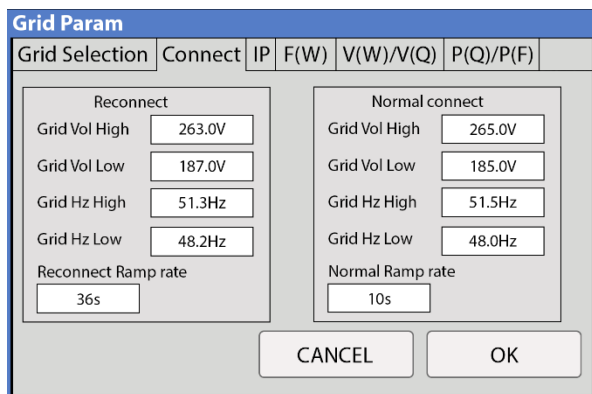 Grid Param
Grid Selection Connect IP F(W) V(W)/V(Q) P(Q)/P(F)
Reconnect
Grid Vol High 263.0V
Grid Vol Low 187.0V
Grid Hz High 51.3Hz
Grid Hz Low 48.2Hz
Reconnect Ramp rate
36s
Normal connect
Grid Vol High 265.0V
Grid Vol Low 185.0V
Grid Hz High 51.5Hz
Grid Hz Low 48.0Hz
Normal Ramp rate
10s
CANCEL OK